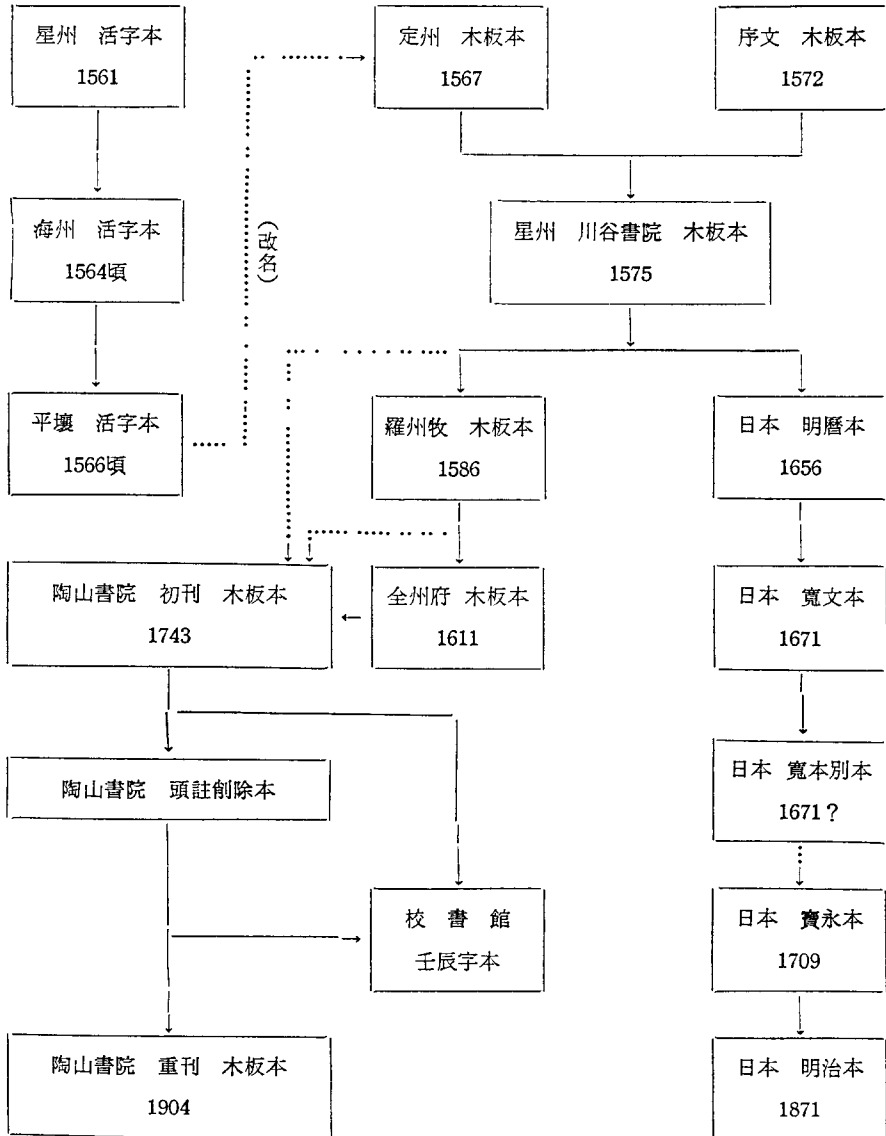 星州 活字本
1561
定州 木板本
1567
序文 木板本
1572
海州 活字本
1564頃
(改名)
星州 川谷書院 木板本
1575
平壤 活字本
1566頃
羅州牧 木板本
1586
日本 明曆本
1656
陶山書院 初刊 木板本
1743
全州府 木板本
1611
日本 寬文本
1671
陶山書院 頭註削除本
日本 寬本別本
1671?
校書館
壬辰字本
日本 寶永本
1709
陶山書院 重刊 木板本
1904
日本 明治本
1871